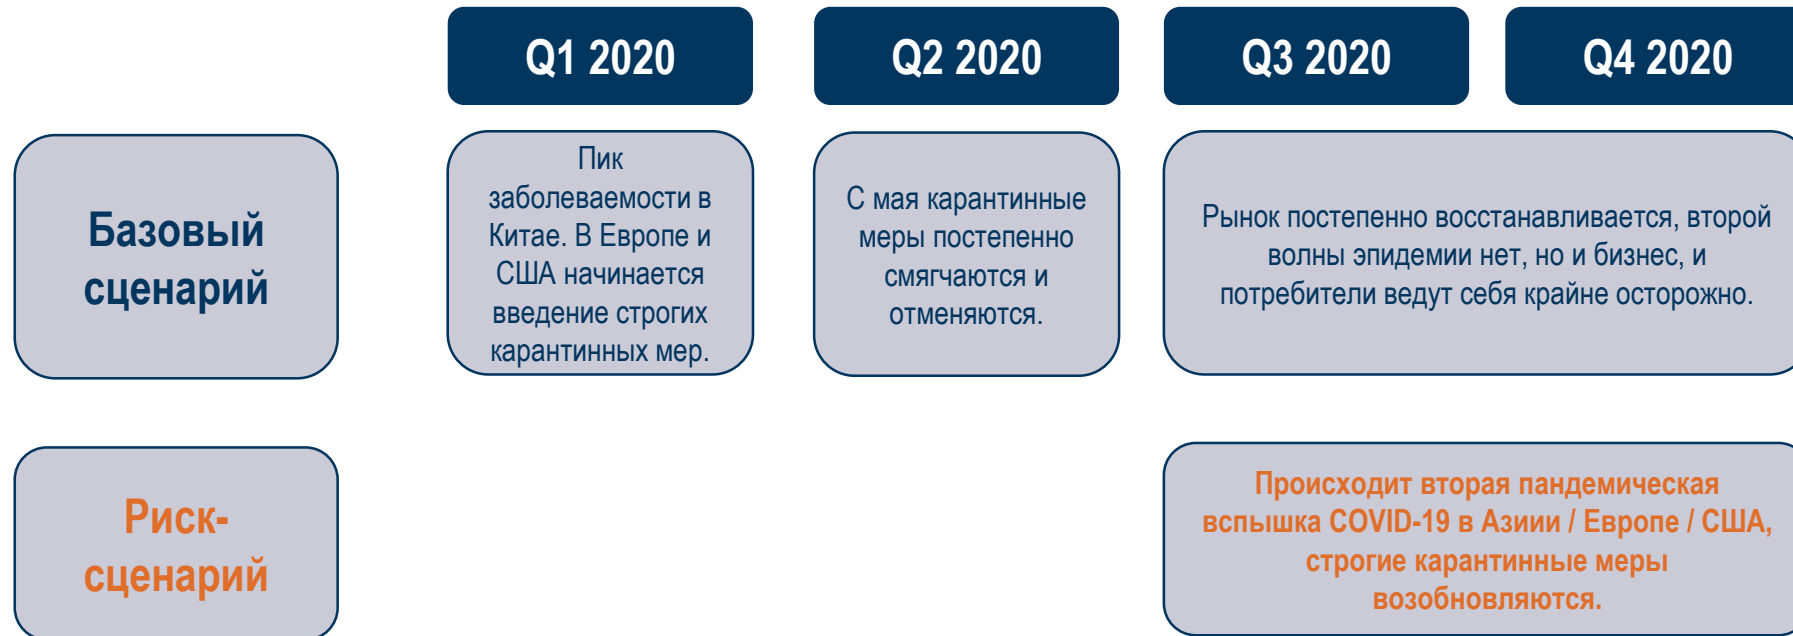 Q1 2020
Q2 2020
Q3 2020
Q4 2020
Базовый
сценарий
Пик
заболеваемости в
Китае. В Европе и
США начинается
введение строгих
карантинных мер.
С мая карантинные
меры постепенно
смягчаются и
отменяются.
Рынок постепенно восстанавливается, второй
волны эпидемии нет, но и бизнес, и
потребители ведут себя крайне осторожно.
Риск-
сценарий
Происходит вторая пандемическая
вспышка COVID-19 в Азиии / Европе / США,
строгие карантинные меры
возобновляются.